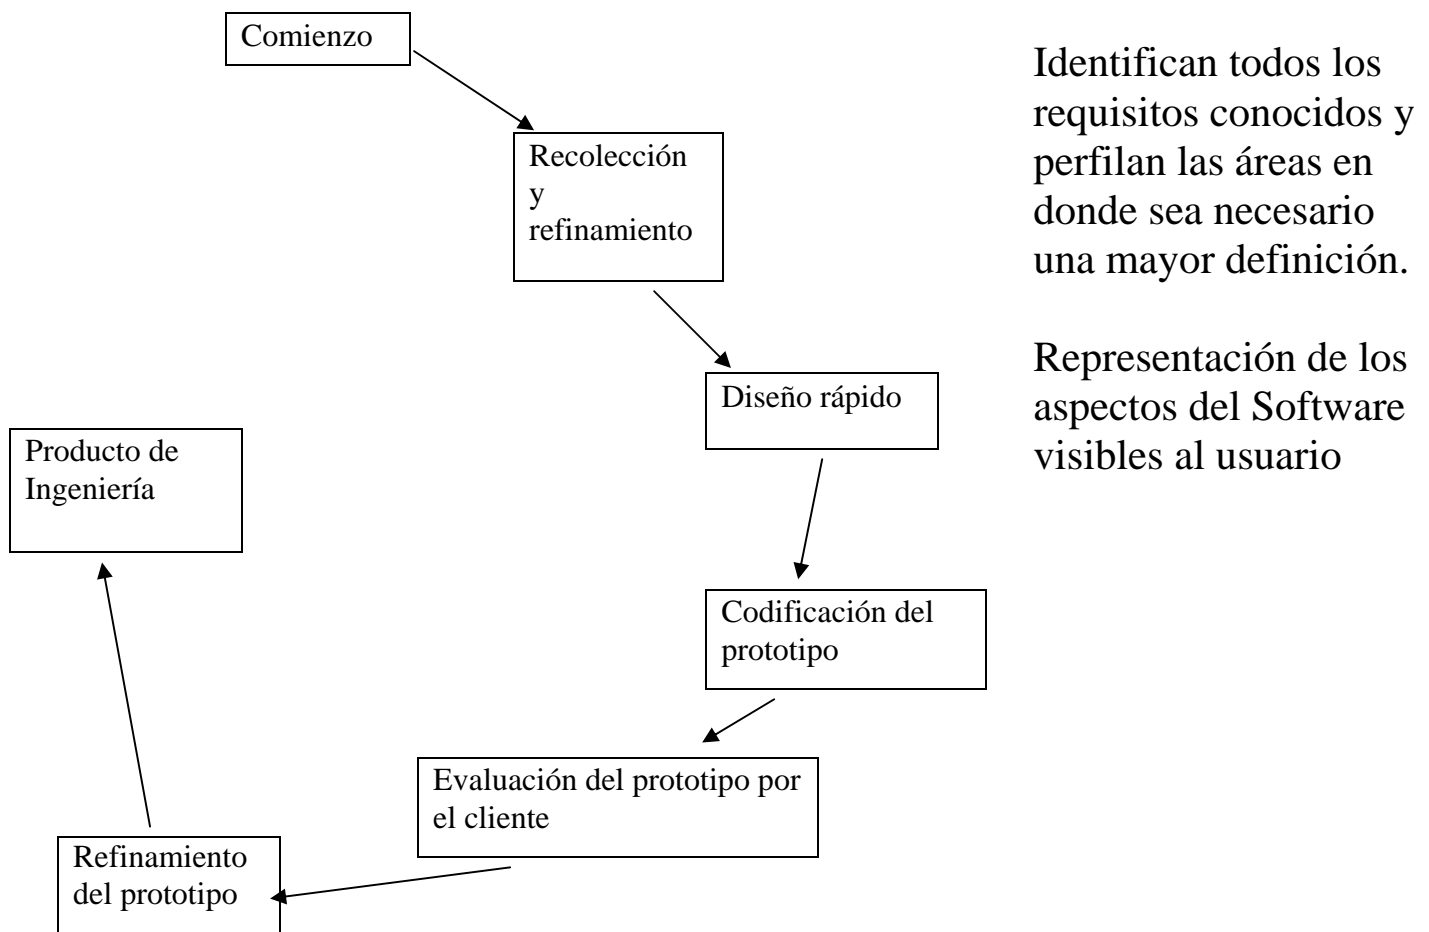 Comienzo
Recolección
y
refinamiento
Diseño rápido
Codificación del
prototipo
Evaluación del prototipo por
el cliente
Refinamiento
del prototipo
Producto de
Ingeniería
Identifican todos los
requisitos conocidos y
perfilan las áreas en
donde sea necesario
una mayor definición.
Representación de los
aspectos del Software
visibles al usuario